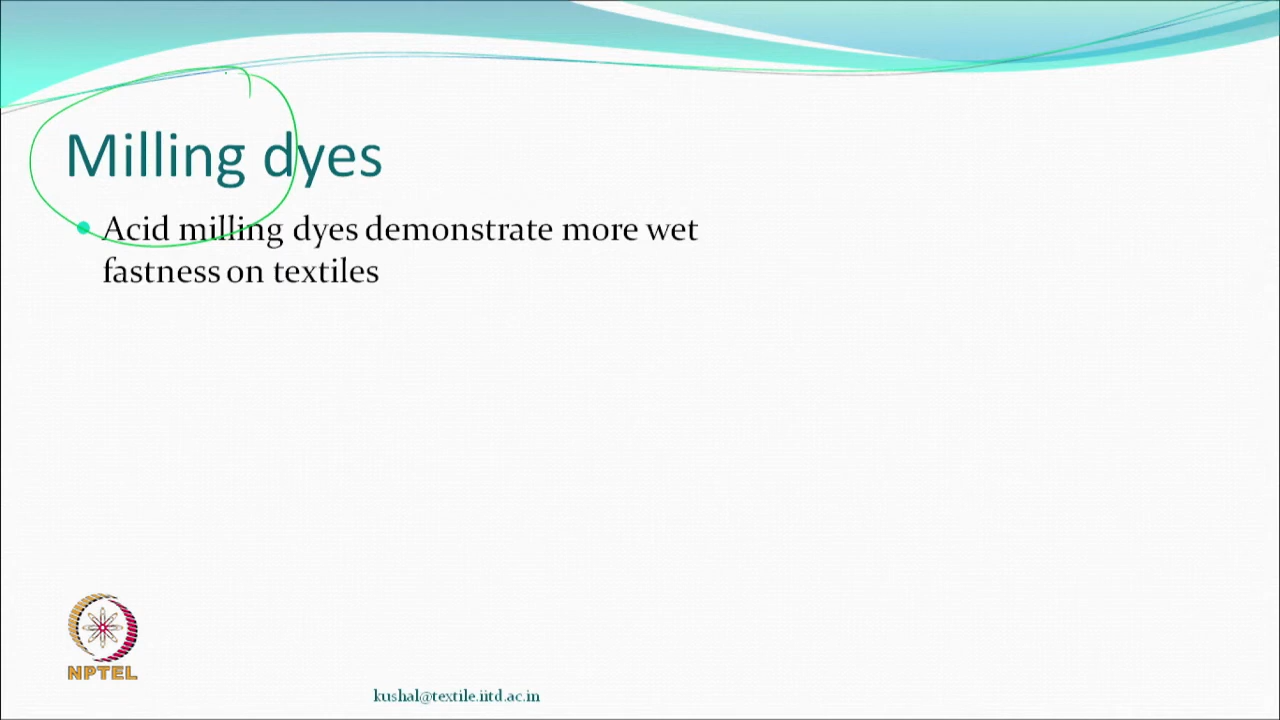 Milling dyes
Acid milling dyes demonstrate more wet
fastness on textiles
NPTEL
kushal@textile.iitd.ac.in